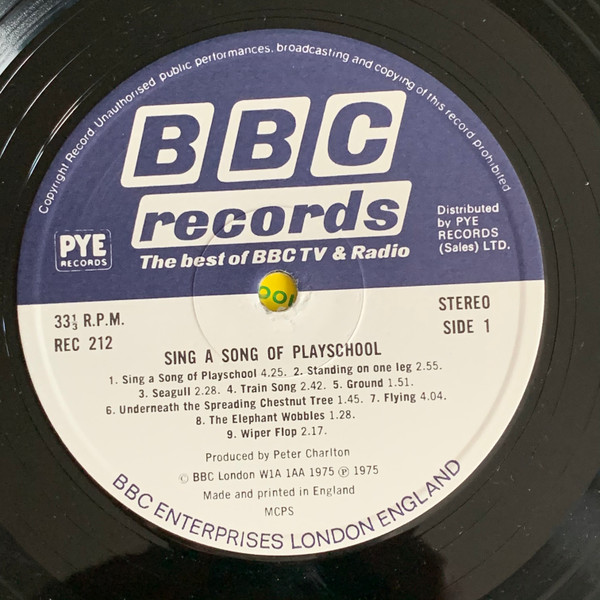 Copyright Record. Unauthorised public performances, broadcasting and copying of this record prohibited
BBC
records
The best of BBC TV & Radio
PYE
RECORDS
Distributed
by PYE
RECORDS
(Sales) LTD.
33⅓ R.P.M.
REC 212
STEREO
SIDE 1
SING A SONG OF PLAYSCHOOL
1. Sing a Song of Playschool 4.25. 2. Standing on one leg 2.55.
3. Seagull 2.28. 4. Train Song 2.42. 5. Ground 1.51.
6. Underneath the Spreading Chestnut Tree 1.45. 7. Flying 4.04.
8. The Elephant Wobbles 1.28.
9. Wiper Flop 2.17.
Produced by Peter Charlton
© BBC London W1A 1AA 1975 ℗ 1975
Made and printed in England
MCPS
BBC ENTERPRISES LONDON ENGLAND